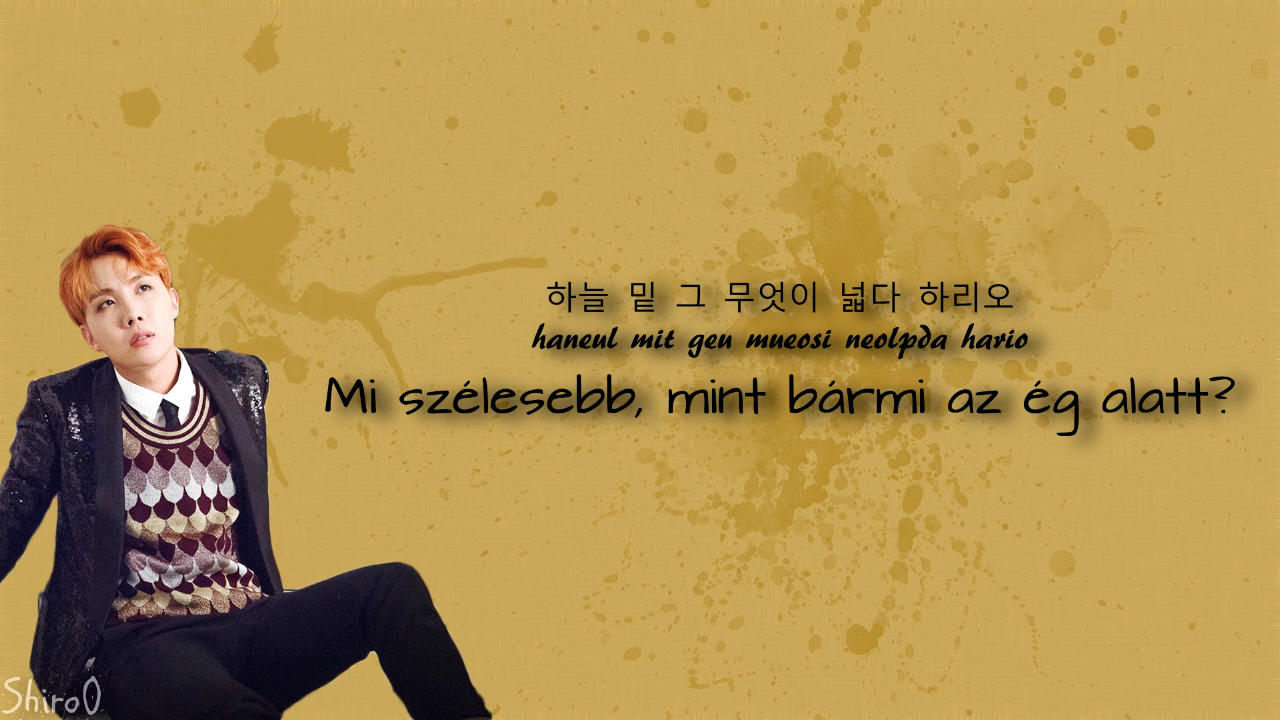 하늘 밑 그 무엇이 넓다 하리오
haneul mit geu mueosi neolpda hario
Mi szélesebb, mint bármi az ég alatt?
Shiro0